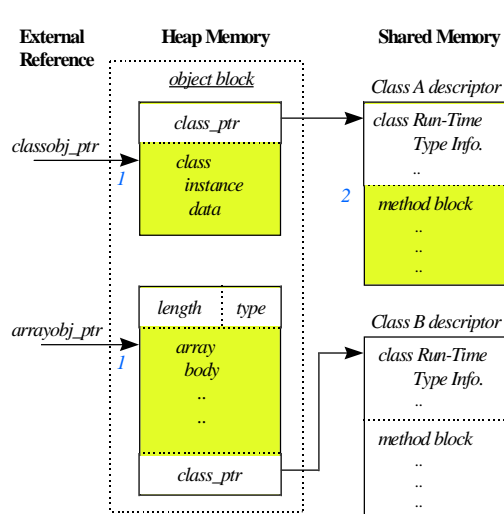 External
Reference
Heap Memory
Shared Memory
object block
class_ptr
classobj_ptr
1
class
instance
data
Class A descriptor
class Run-Time
Type Info.
..
2
method block
..
..
..
length type
arrayobj_ptr
1
array
body
..
..
class_ptr
Class B descriptor
class Run-Time
Type Info.
..
method block
..
..
..